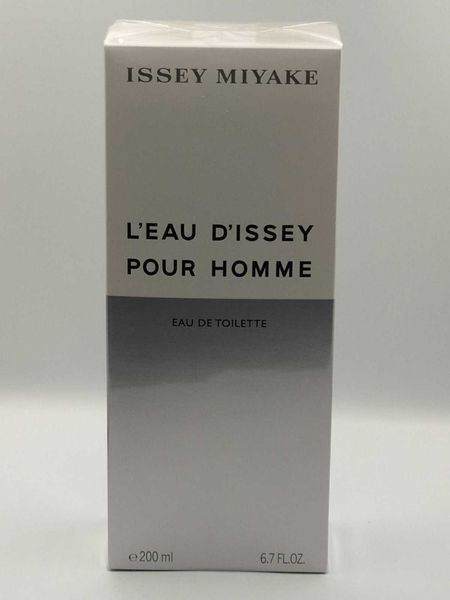 ISSEY MIYAKE
L'EAU D'ISSEY
POUR HOMME
EAU DE TOILETTE
℮200 ml 6.7 FL.OZ.